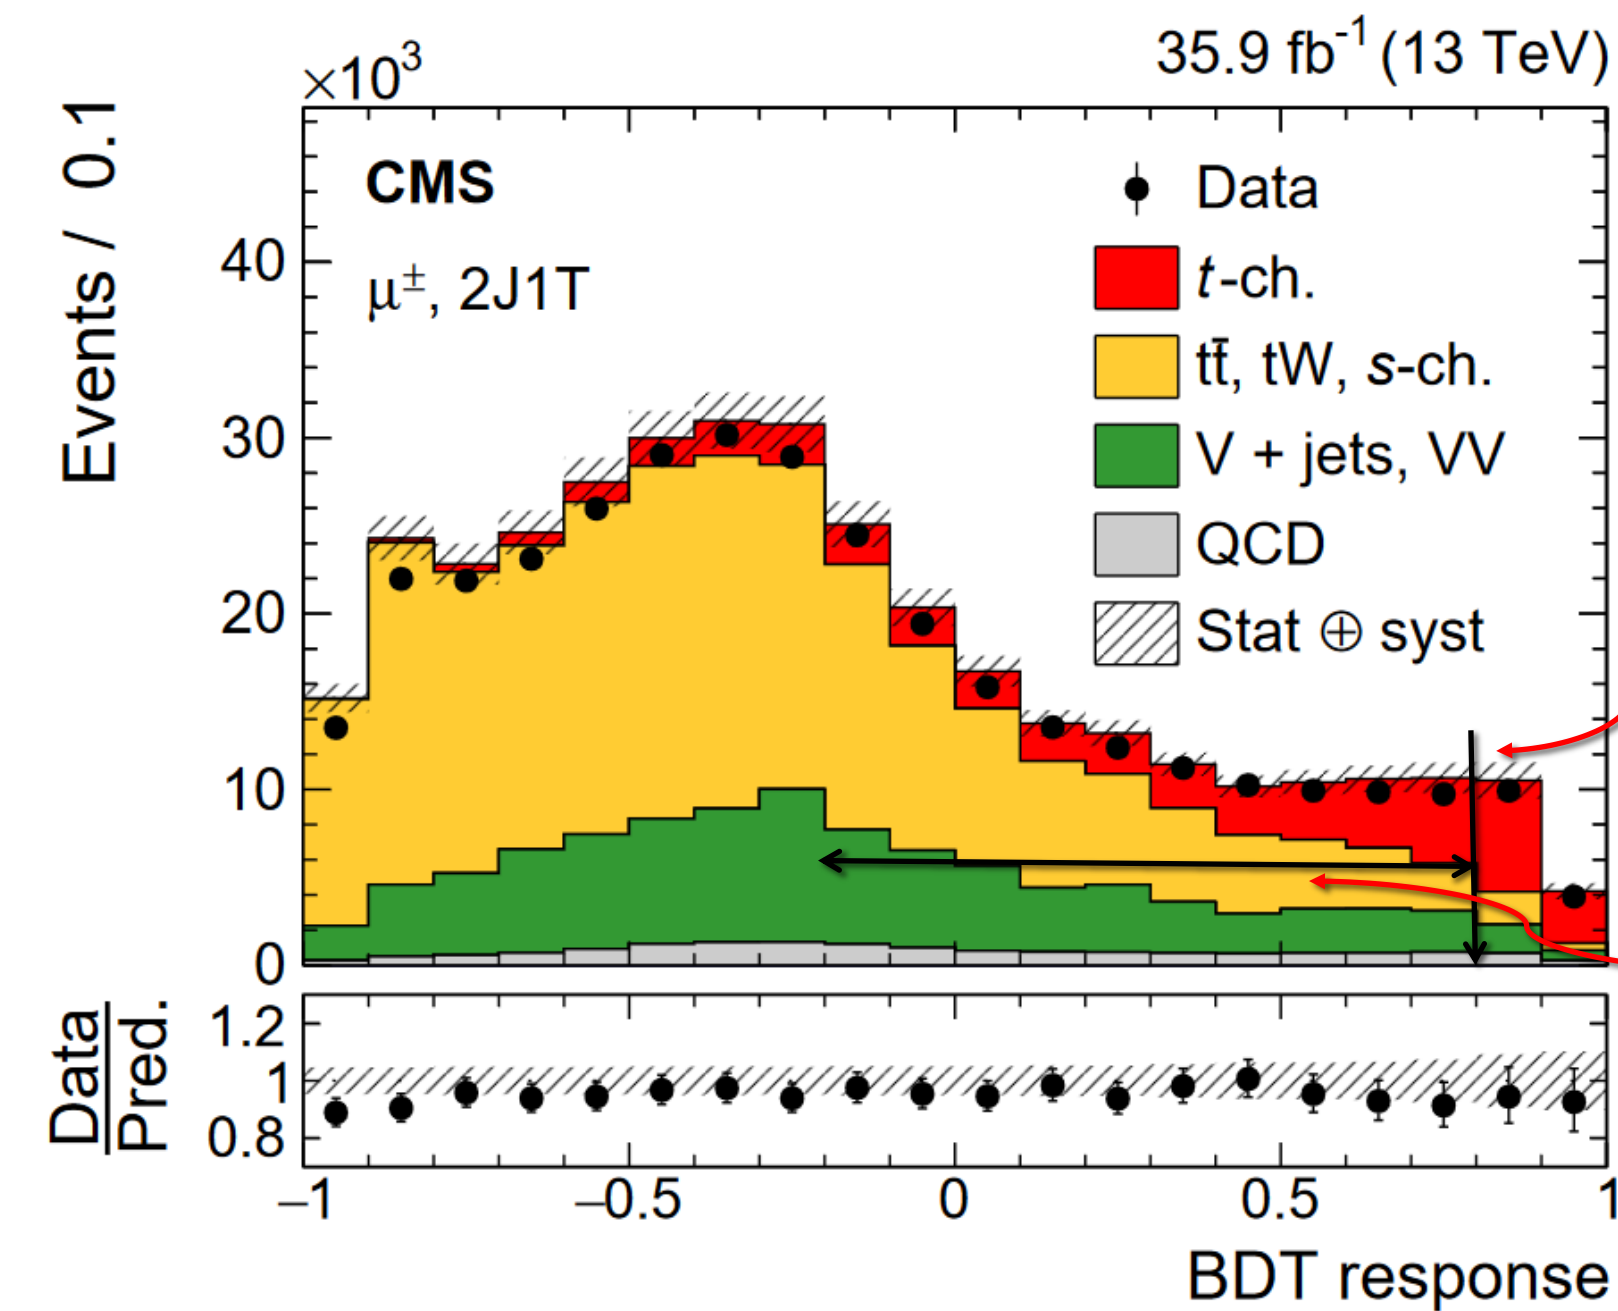 35.9 fb⁻¹ (13 TeV)
×10³
Events / 0.1
CMS
μ±, 2J1T
Data
t-ch.
tt̄, tW, s-ch.
V + jets, VV
QCD
Stat ⊕ syst
40
30
20
10
0
Data
Pred.
1.2
1
0.8
−1
−0.5
0
0.5
1
BDT response